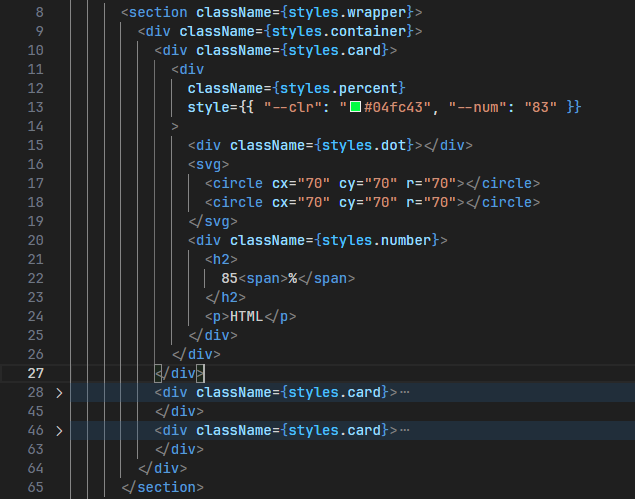 8 <section className={styles.wrapper}>
9 <div className={styles.container}>
10 <div className={styles.card}>
11 <div
12 className={styles.percent}
13 style={{ "--clr": "#04fc43", "--num": "83" }}
14 >
15 <div className={styles.dot}></div>
16 <svg>
17 <circle cx="70" cy="70" r="70"></circle>
18 <circle cx="70" cy="70" r="70"></circle>
19 </svg>
20 <div className={styles.number}>
21 <h2>
22 85<span>%</span>
23 </h2>
24 <p>HTML</p>
25 </div>
26 </div>
27 </div>
28 <div className={styles.card}>⋯
45 </div>
46 <div className={styles.card}>⋯
63 </div>
64 </div>
65 </section>